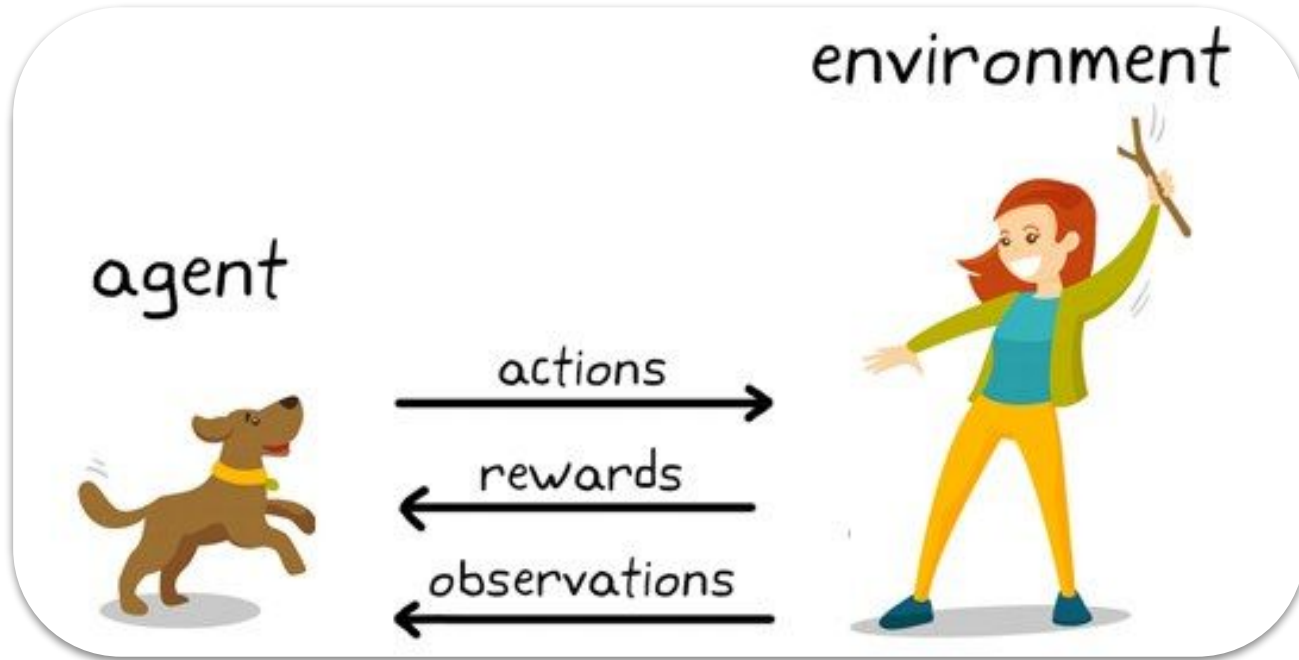 environment
agent
actions
rewards
observations